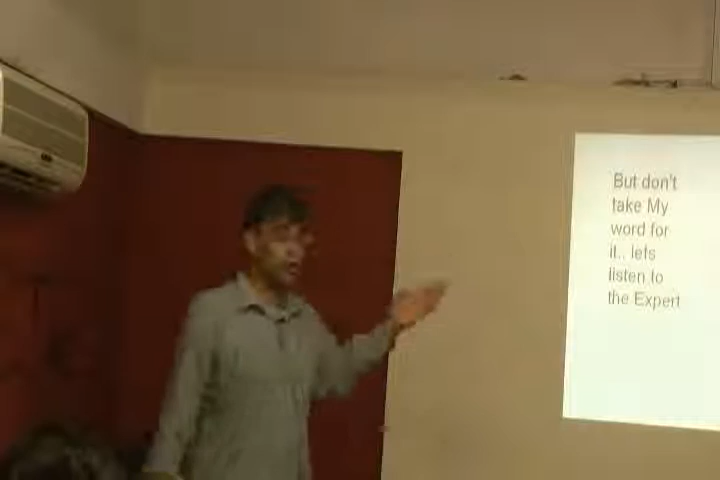 But don't
take My
word for
it.. lets
listen to
the Expert